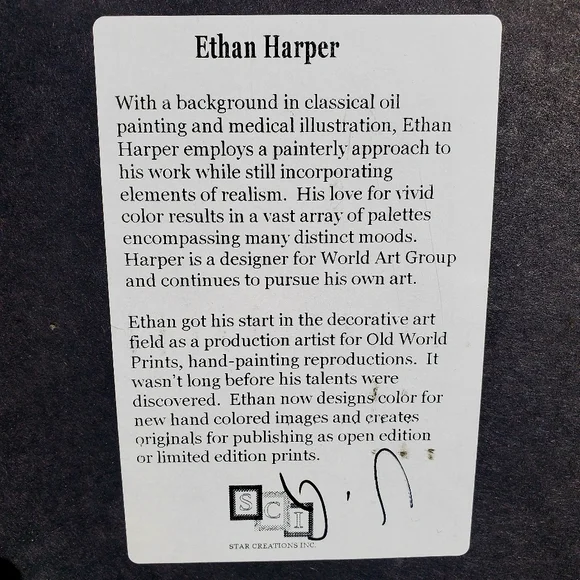 Ethan Harper
With a background in classical oil
painting and medical illustration, Ethan
Harper employs a painterly approach to
his work while still incorporating
elements of realism. His love for vivid
color results in a vast array of palettes
encompassing many distinct moods.
Harper is a designer for World Art Group
and continues to pursue his own art.
Ethan got his start in the decorative art
field as a production artist for Old World
Prints, hand-painting reproductions. It
wasn't long before his talents were
discovered. Ethan now designs color for
new hand colored images and creates
originals for publishing as open edition
or limited edition prints.
SCI
STAR CREATIONS INC.